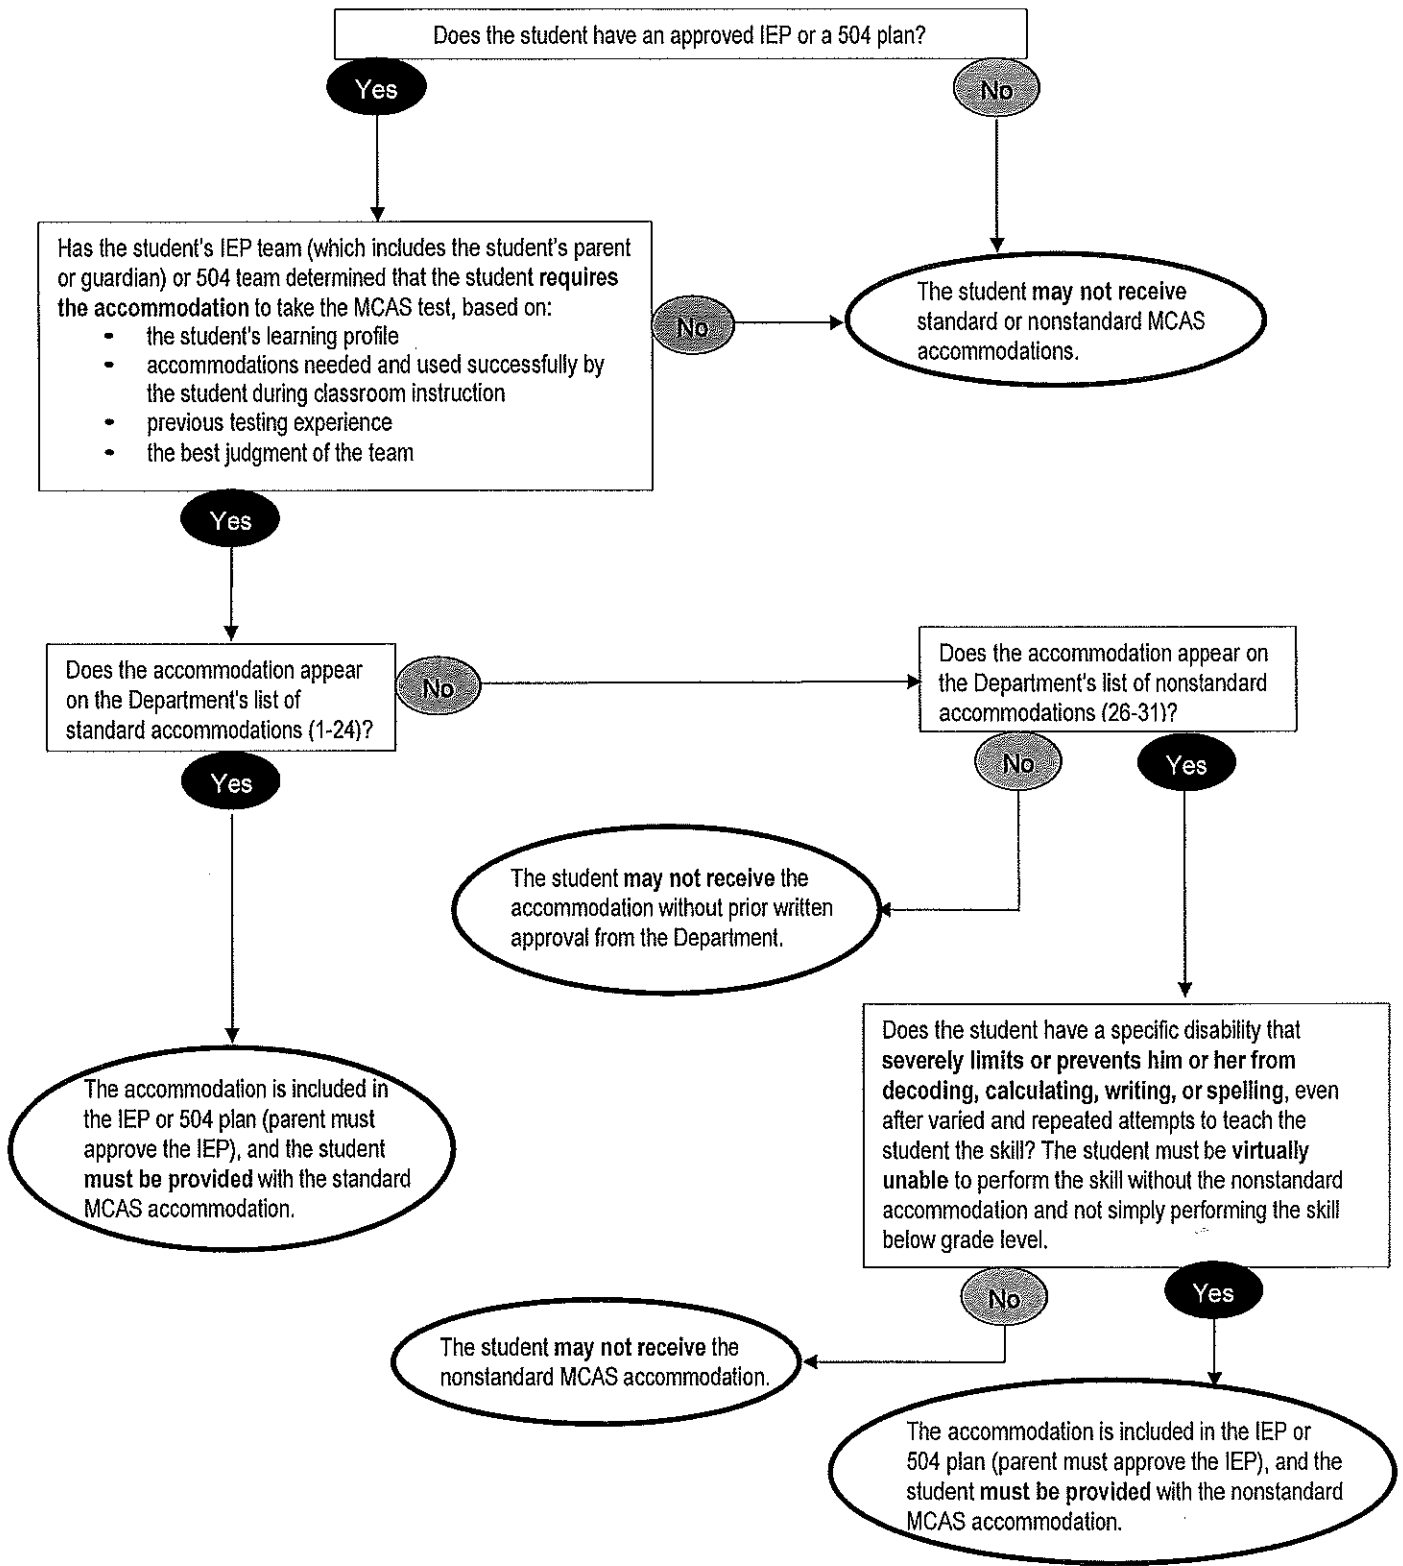 Does the student have an approved IEP or a 504 plan?
Yes
No
Has the student's IEP team (which includes the student's parent
or guardian) or 504 team determined that the student requires
the accommodation to take the MCAS test, based on:
• the student's learning profile
• accommodations needed and used successfully by
the student during classroom instruction
• previous testing experience
• the best judgment of the team
No
The student may not receive
standard or nonstandard MCAS
accommodations.
Yes
Does the accommodation appear
on the Department's list of
standard accommodations (1-24)?
No
Does the accommodation appear on
the Department's list of nonstandard
accommodations (26-31)?
Yes
No
Yes
The student may not receive the
accommodation without prior written
approval from the Department.
The accommodation is included in
the IEP or 504 plan (parent must
approve the IEP), and the student
must be provided with the standard
MCAS accommodation.
Does the student have a specific disability that
severely limits or prevents him or her from
decoding, calculating, writing, or spelling, even
after varied and repeated attempts to teach the
student the skill? The student must be virtually
unable to perform the skill without the nonstandard
accommodation and not simply performing the skill
below grade level.
No
Yes
The student may not receive the
nonstandard MCAS accommodation.
The accommodation is included in the IEP or
504 plan (parent must approve the IEP), and the
student must be provided with the nonstandard
MCAS accommodation.